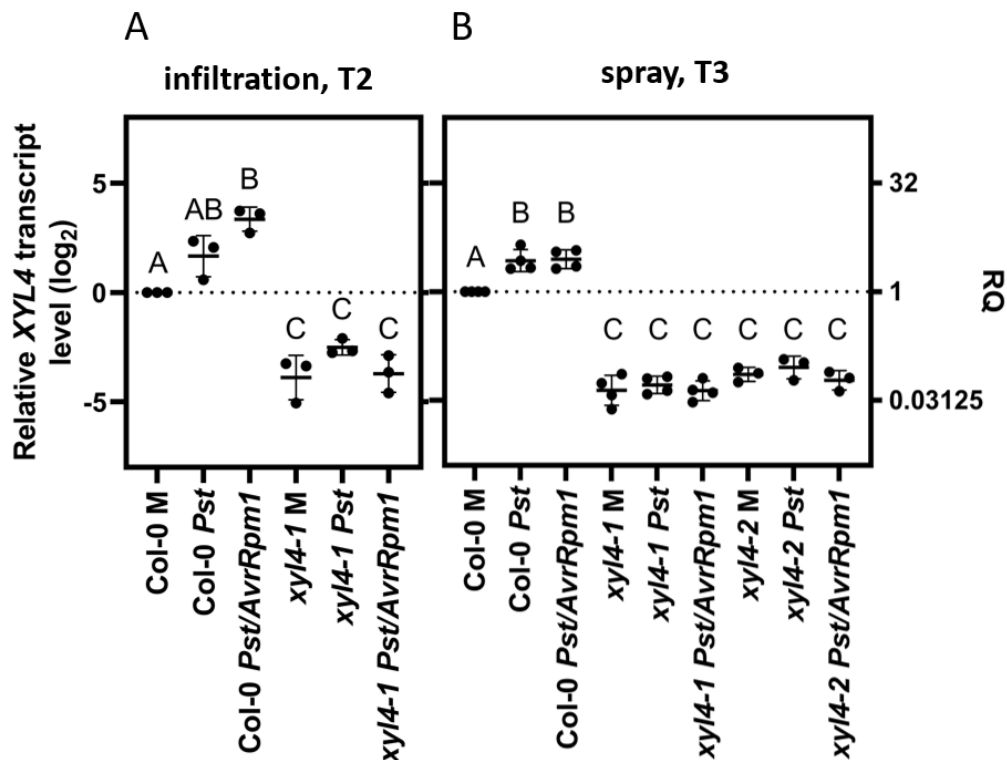 A
B
infiltration, T2
spray, T3
Relative XYL4 transcript
level (log2)
5
0
-5
A
AB
B
C
C
C
A
B
B
C
C
C
C
C
C
32
1
0.03125
RQ
Col-0 M
Col-0 Pst
Col-0 Pst/AvrRpm1
xyl4-1 M
xyl4-1 Pst
xyl4-1 Pst/AvrRpm1
Col-0 M
Col-0 Pst
Col-0 Pst/AvrRpm1
xyl4-1 M
xyl4-1 Pst
xyl4-1 Pst/AvrRpm1
xyl4-2 M
xyl4-2 Pst
xyl4-2 Pst/AvrRpm1